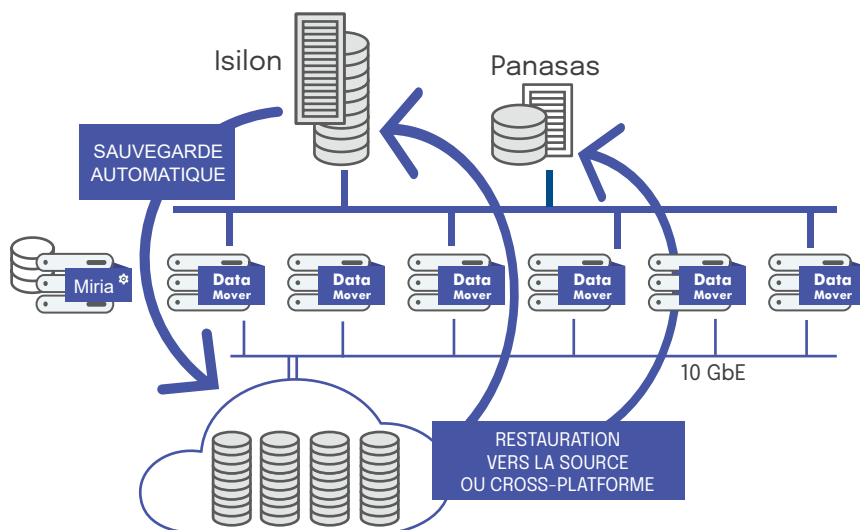 Isilon
Panasas
SAUVEGARDE
AUTOMATIQUE
Miria
Data
Mover
Data
Mover
Data
Mover
Data
Mover
Data
Mover
Data
Mover
10 GbE
RESTAURATION
VERS LA SOURCE
OU CROSS-PLATFORME